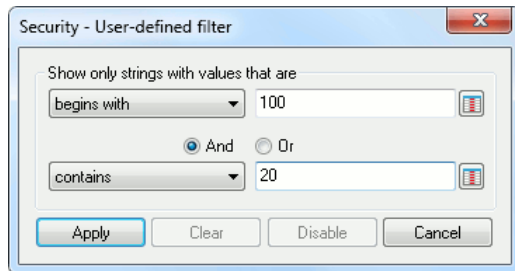 Security - User-defined filter
Show only strings with values that are
begins with 100
And Or
contains 20
Apply Clear Disable Cancel